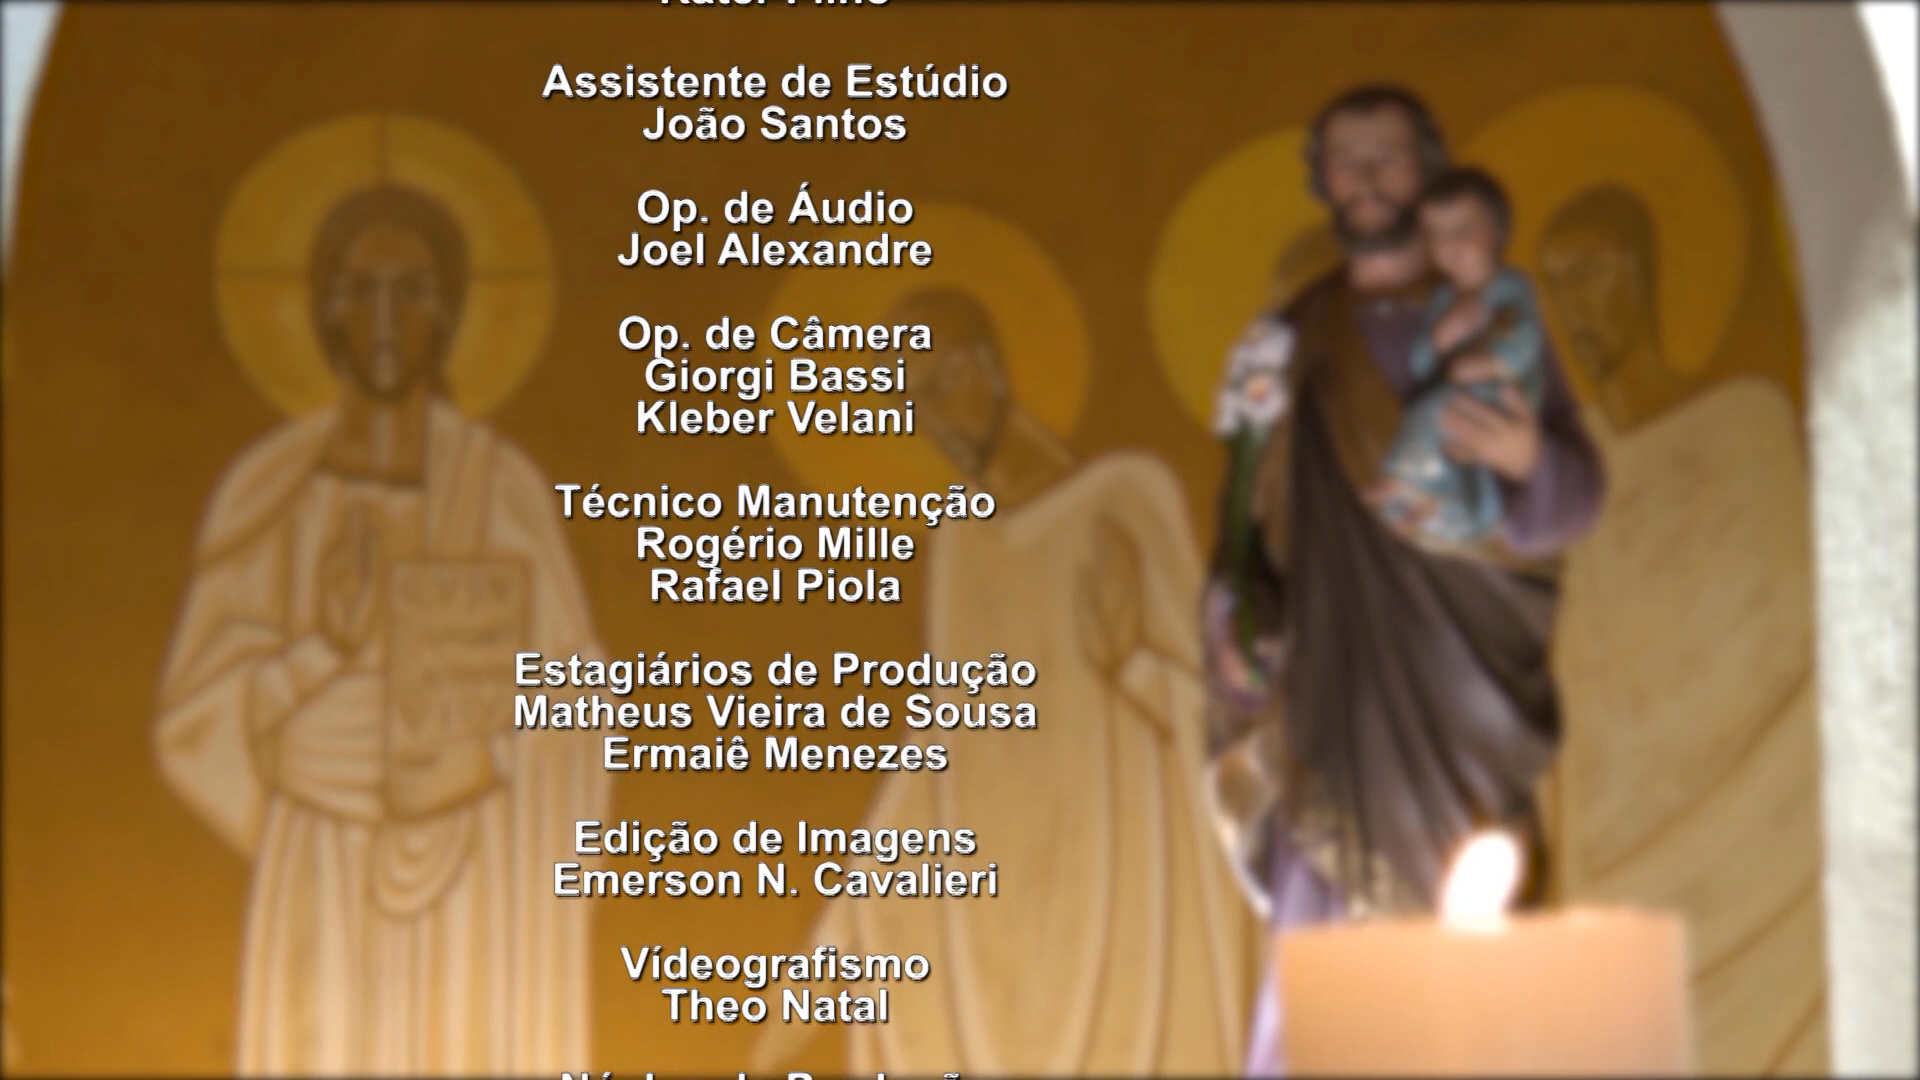 Assistente de Estúdio
João Santos
Op. de Áudio
Joel Alexandre
Op. de Câmera
Giorgi Bassi
Kleber Velani
Técnico Manutenção
Rogério Mille
Rafael Piola
Estagiários de Produção
Matheus Vieira de Sousa
Ermaiê Menezes
Edição de Imagens
Emerson N. Cavalieri
Vídeografismo
Theo Natal